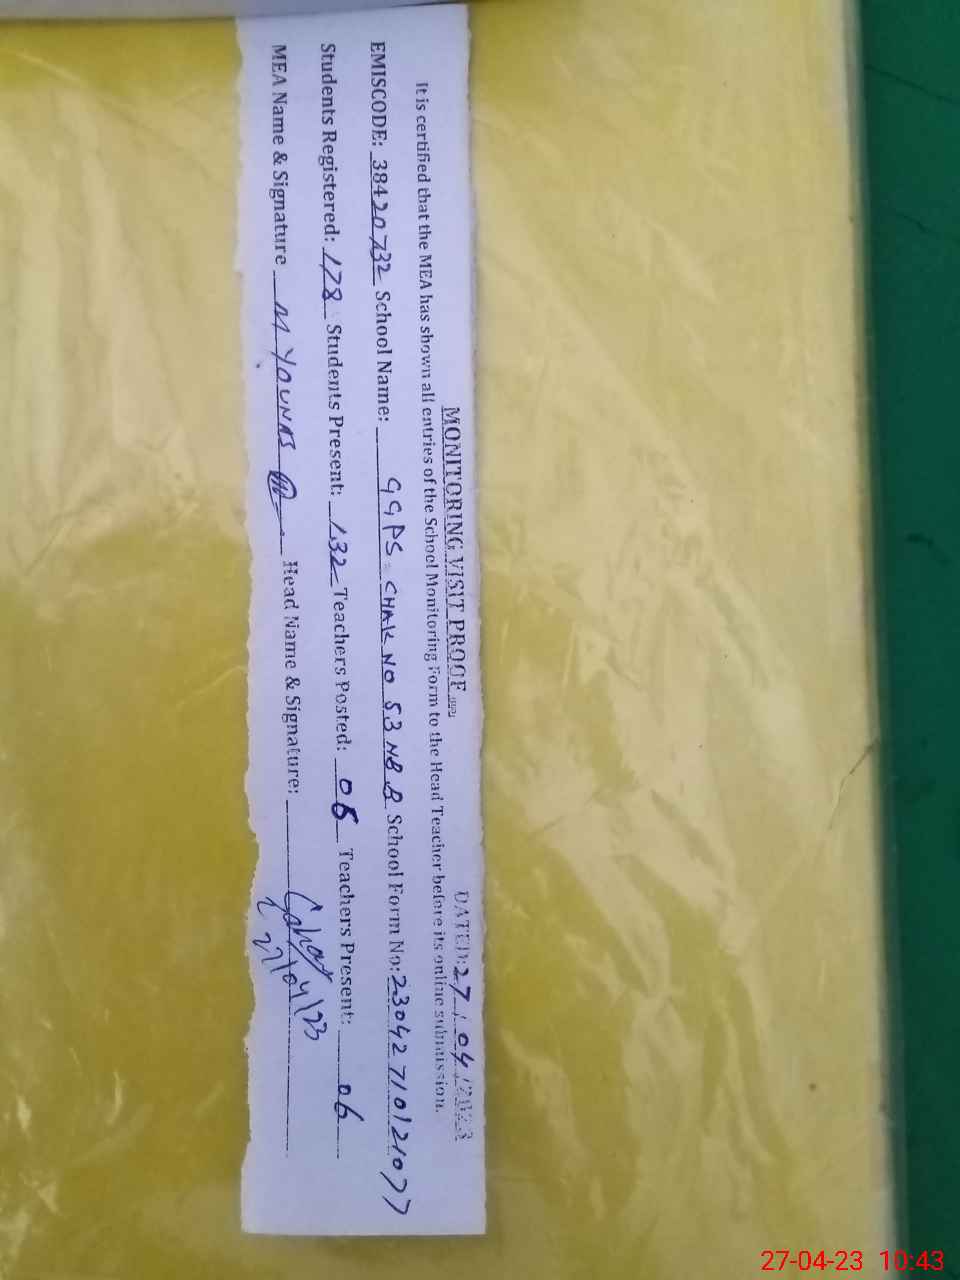 MONITORING VISIT PROOF
DATED: 27/04/2023
It is certified that the MEA has shown all entries of the School Monitoring Form to the Head Teacher before its online submission.
EMISCODE: 38420732 School Name: GGPS CHAK NO 53 NB B School Form No: 23042710121077
Students Registered: 178 Students Present: 132 Teachers Posted: 06 Teachers Present: 06
MEA Name & Signature M YOUNAS Head Name & Signature:
27/04/23
27-04-23 10:43